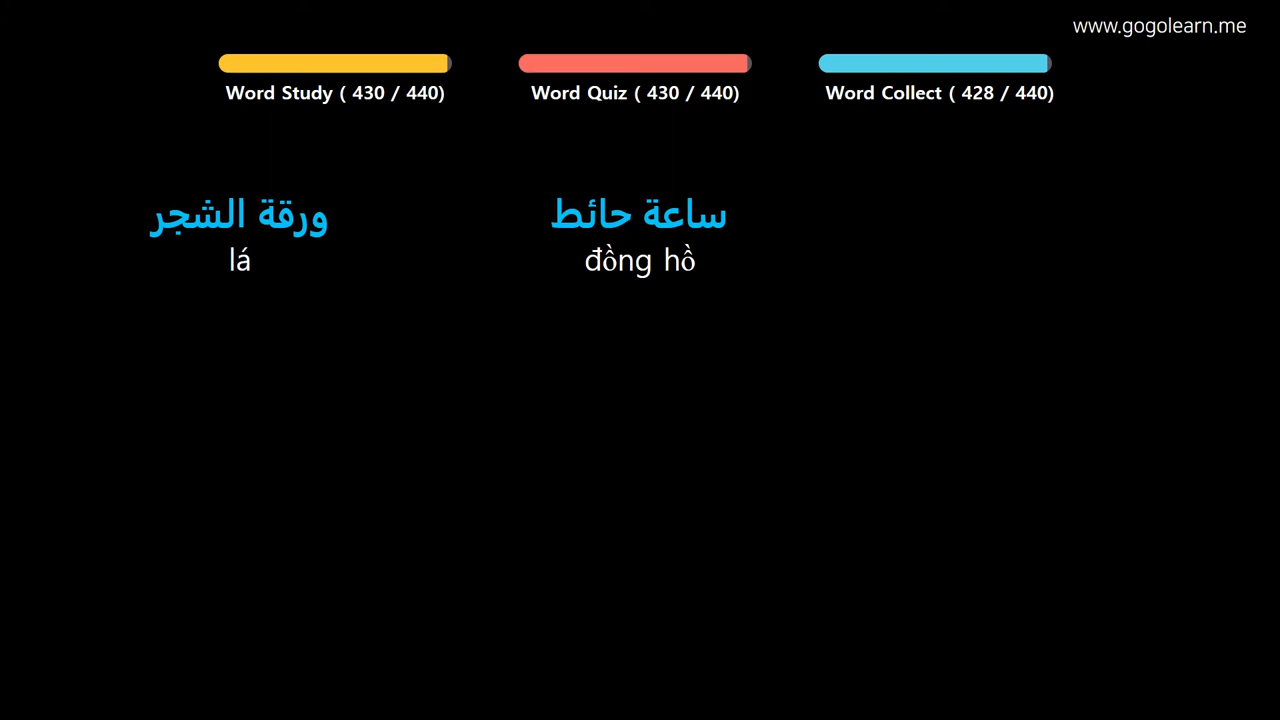 www.gogolearn.me
Word Study ( 430 / 440)
Word Quiz ( 430 / 440)
Word Collect ( 428 / 440)
ورقة الشجر
lá
ساعة حائط
đồng hồ